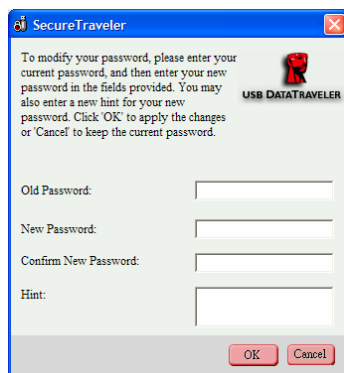 SecureTraveler
To modify your password, please enter your
current password, and then enter your new
password in the fields provided. You may
also enter a new hint for your new
password. Click 'OK' to apply the changes
or 'Cancel' to keep the current password.
USB DATATRAVELER
Old Password:
New Password:
Confirm New Password:
Hint:
OK
Cancel